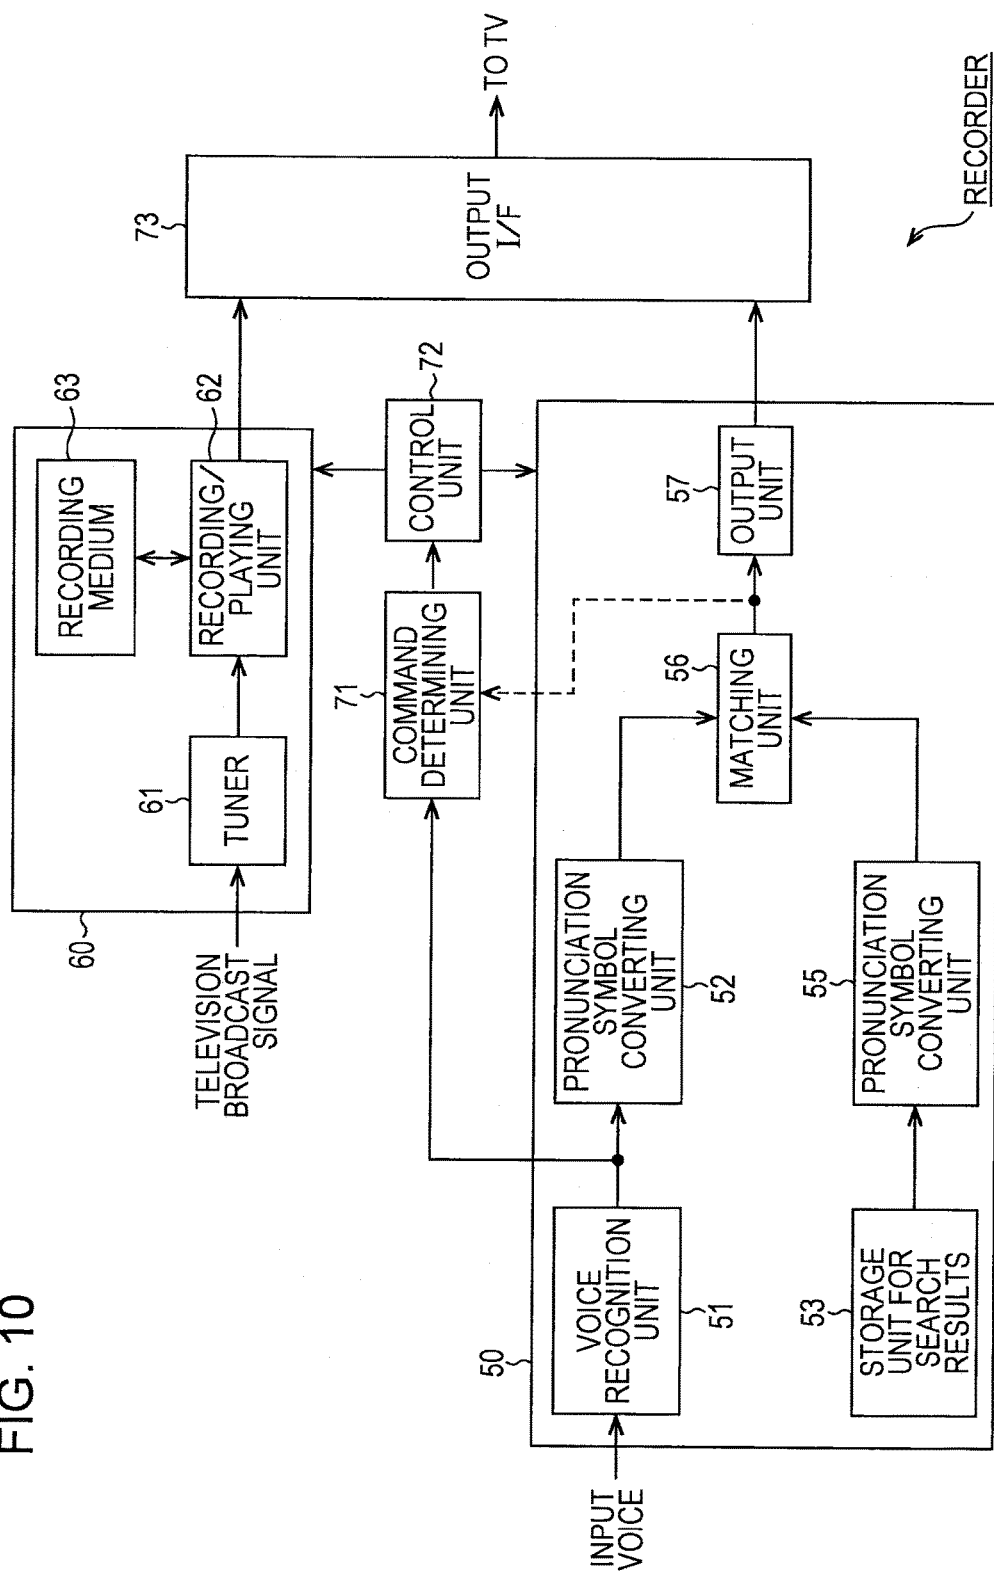 FIG. 10
RECORDER
60
TELEVISION
BROADCAST
SIGNAL
61
TUNER
RECORDING
MEDIUM
63
RECORDING/
PLAYING
UNIT
62
71
COMMAND
DETERMINING
UNIT
CONTROL
UNIT
72
73
OUTPUT
I/F
TO TV
50
INPUT
VOICE
VOICE
RECOGNITION
UNIT
51
PRONUNCIATION
SYMBOL
CONVERTING
UNIT
52
53
STORAGE
UNIT FOR
SEARCH
RESULTS
55
PRONUNCIATION
SYMBOL
CONVERTING
UNIT
56
MATCHING
UNIT
57
OUTPUT
UNIT